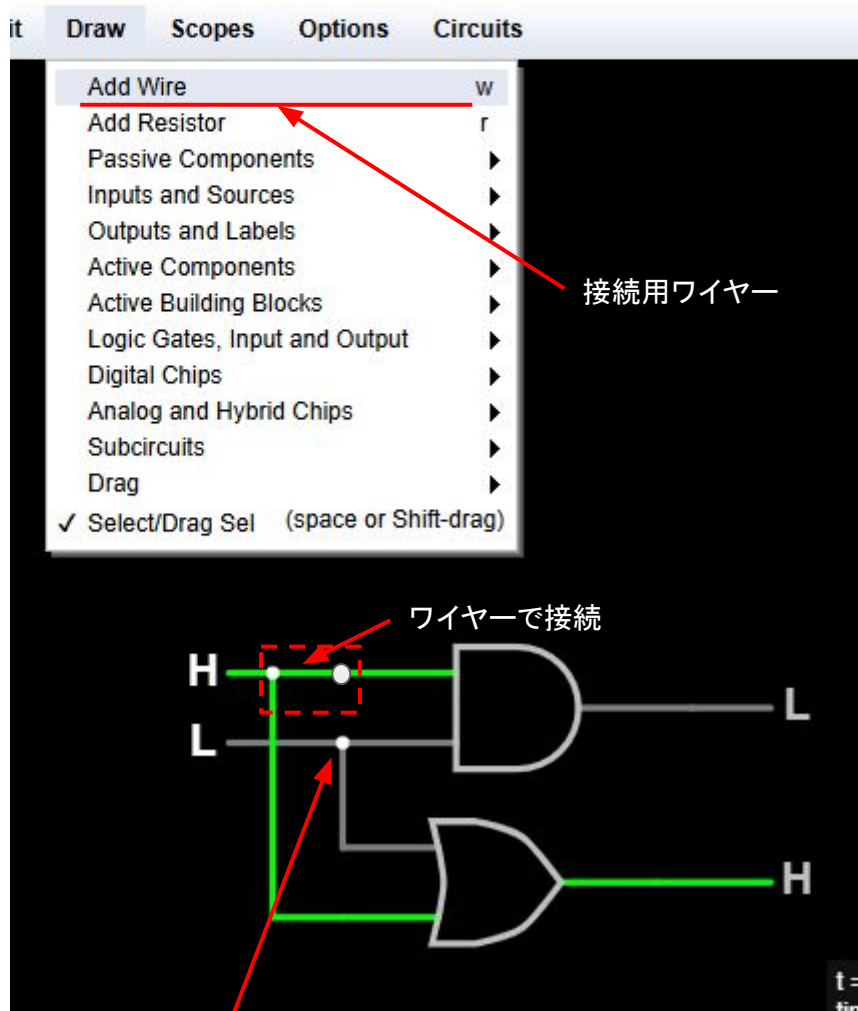 it Draw Scopes Options Circuits
Add Wire w
Add Resistor r
Passive Components
Inputs and Sources
Outputs and Labels
Active Components
Active Building Blocks
Logic Gates, Input and Output
Digital Chips
Analog and Hybrid Chips
Subcircuits
Drag
✓ Select/Drag Sel (space or Shift-drag)
接続用ワイヤー
ワイヤーで接続
H
L
L
H
t =